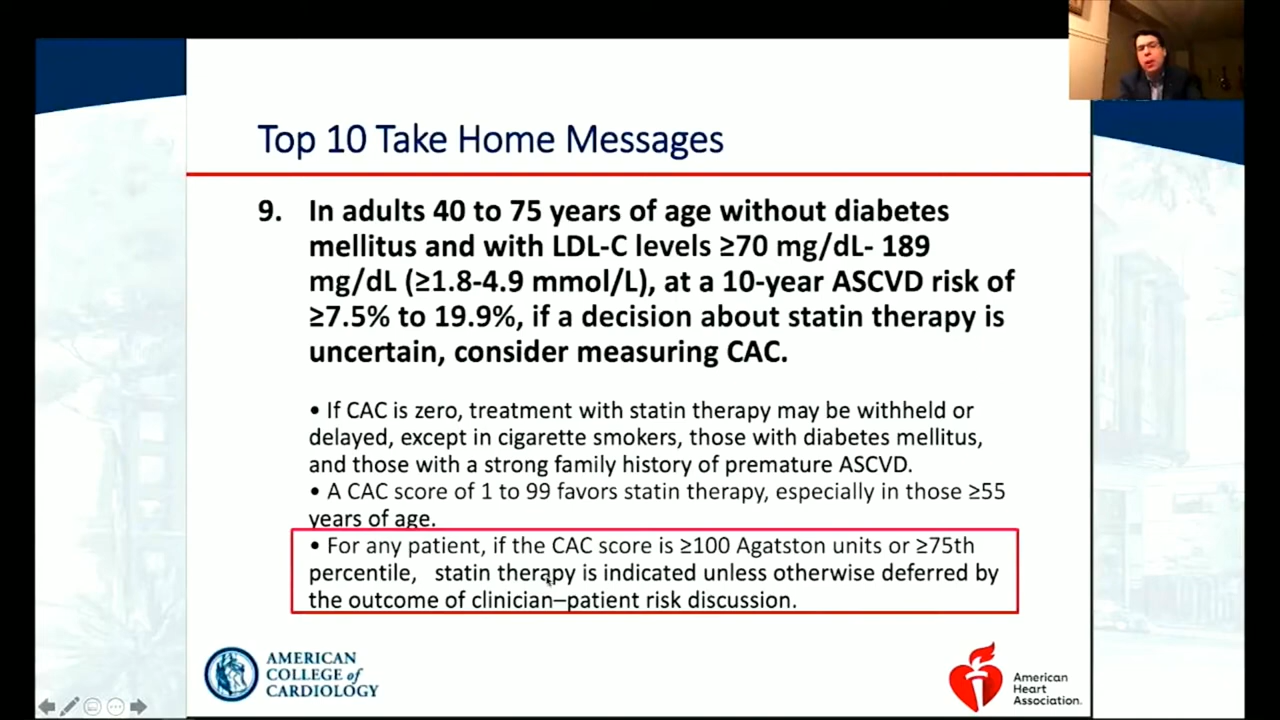 Top 10 Take Home Messages
9. In adults 40 to 75 years of age without diabetes
mellitus and with LDL-C levels ≥70 mg/dL- 189
mg/dL (≥1.8-4.9 mmol/L), at a 10-year ASCVD risk of
≥7.5% to 19.9%, if a decision about statin therapy is
uncertain, consider measuring CAC.
• If CAC is zero, treatment with statin therapy may be withheld or
delayed, except in cigarette smokers, those with diabetes mellitus,
and those with a strong family history of premature ASCVD.
• A CAC score of 1 to 99 favors statin therapy, especially in those ≥55
years of age.
• For any patient, if the CAC score is ≥100 Agatston units or ≥75th
percentile, statin therapy is indicated unless otherwise deferred by
the outcome of clinician–patient risk discussion.
AMERICAN
COLLEGE of
CARDIOLOGY
American
Heart
Association.